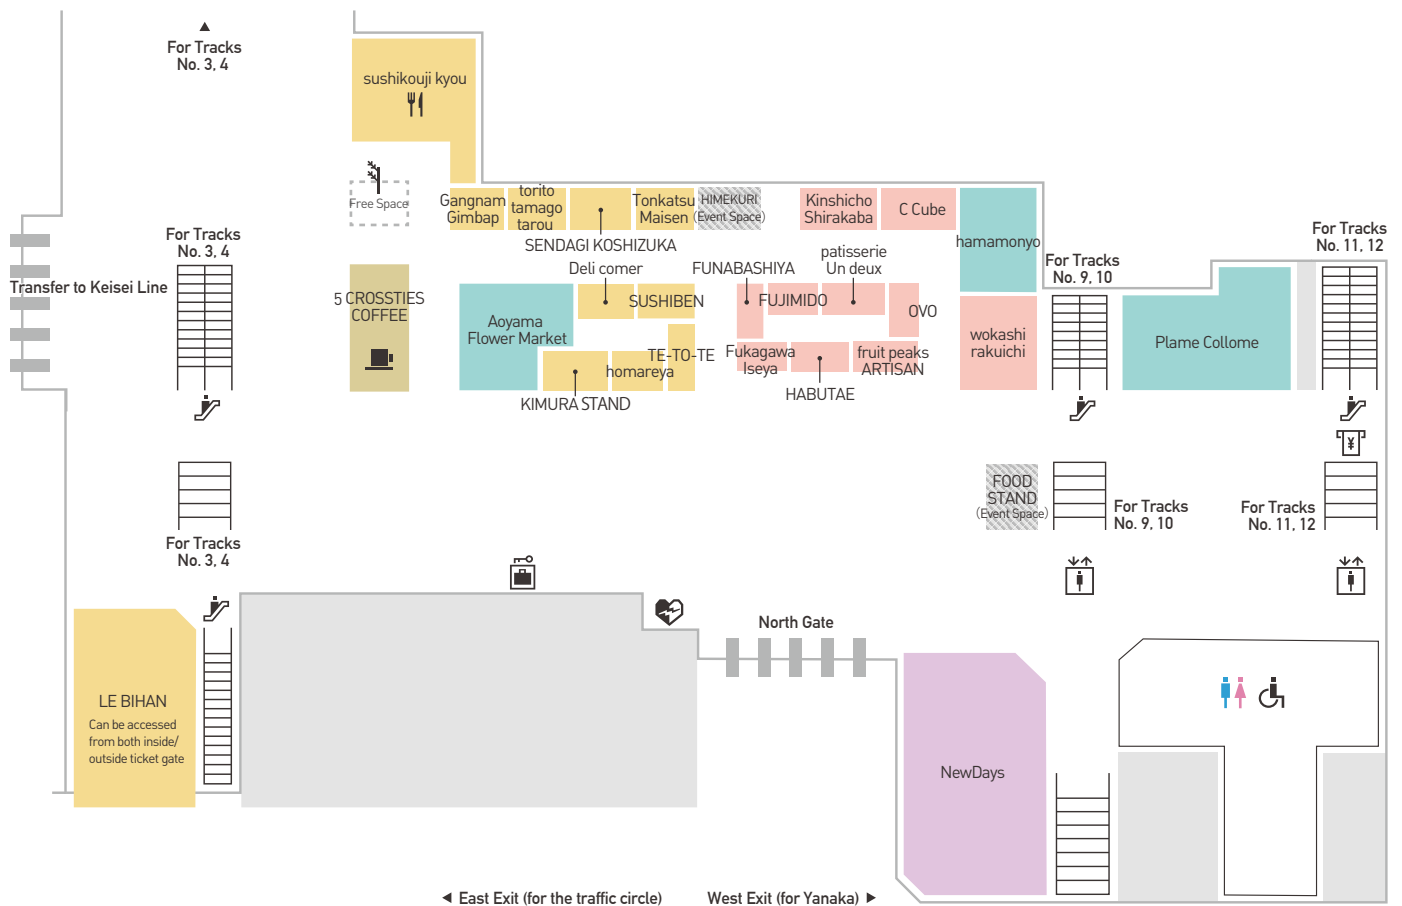 For Tracks
No. 3, 4
sushikouji kyou
Free Space
Gangnam
Gimbap
torito
tamago
tarou
SENDAGI KOSHIZUKA
Tonkatsu
Maisen
HIMEKURI
(Event Space)
Kinshicho
Shirakaba
C Cube
hamamonyo
For Tracks
No. 3, 4
Transfer to Keisei Line
5 CROSSTIES
COFFEE
Deli comer
SUSHIBEN
Aoyama
Flower Market
TE-TO-TE
homareya
KIMURA STAND
FUNABASHIYA
FUJIMIDO
patisserie
Un deux
OVO
Fukagawa
Iseya
HABUTAE
fruit peaks
ARTISAN
wokashi
rakuichi
For Tracks
No. 9, 10
Plame Collome
For Tracks
No. 11, 12
¥
FOOD
STAND
(Event Space)
For Tracks
No. 9, 10
For Tracks
No. 11, 12
For Tracks
No. 3, 4
North Gate
LE BIHAN
Can be accessed
from both inside/
outside ticket gate
NewDays
◀ East Exit (for the traffic circle)
West Exit (for Yanaka) ▶